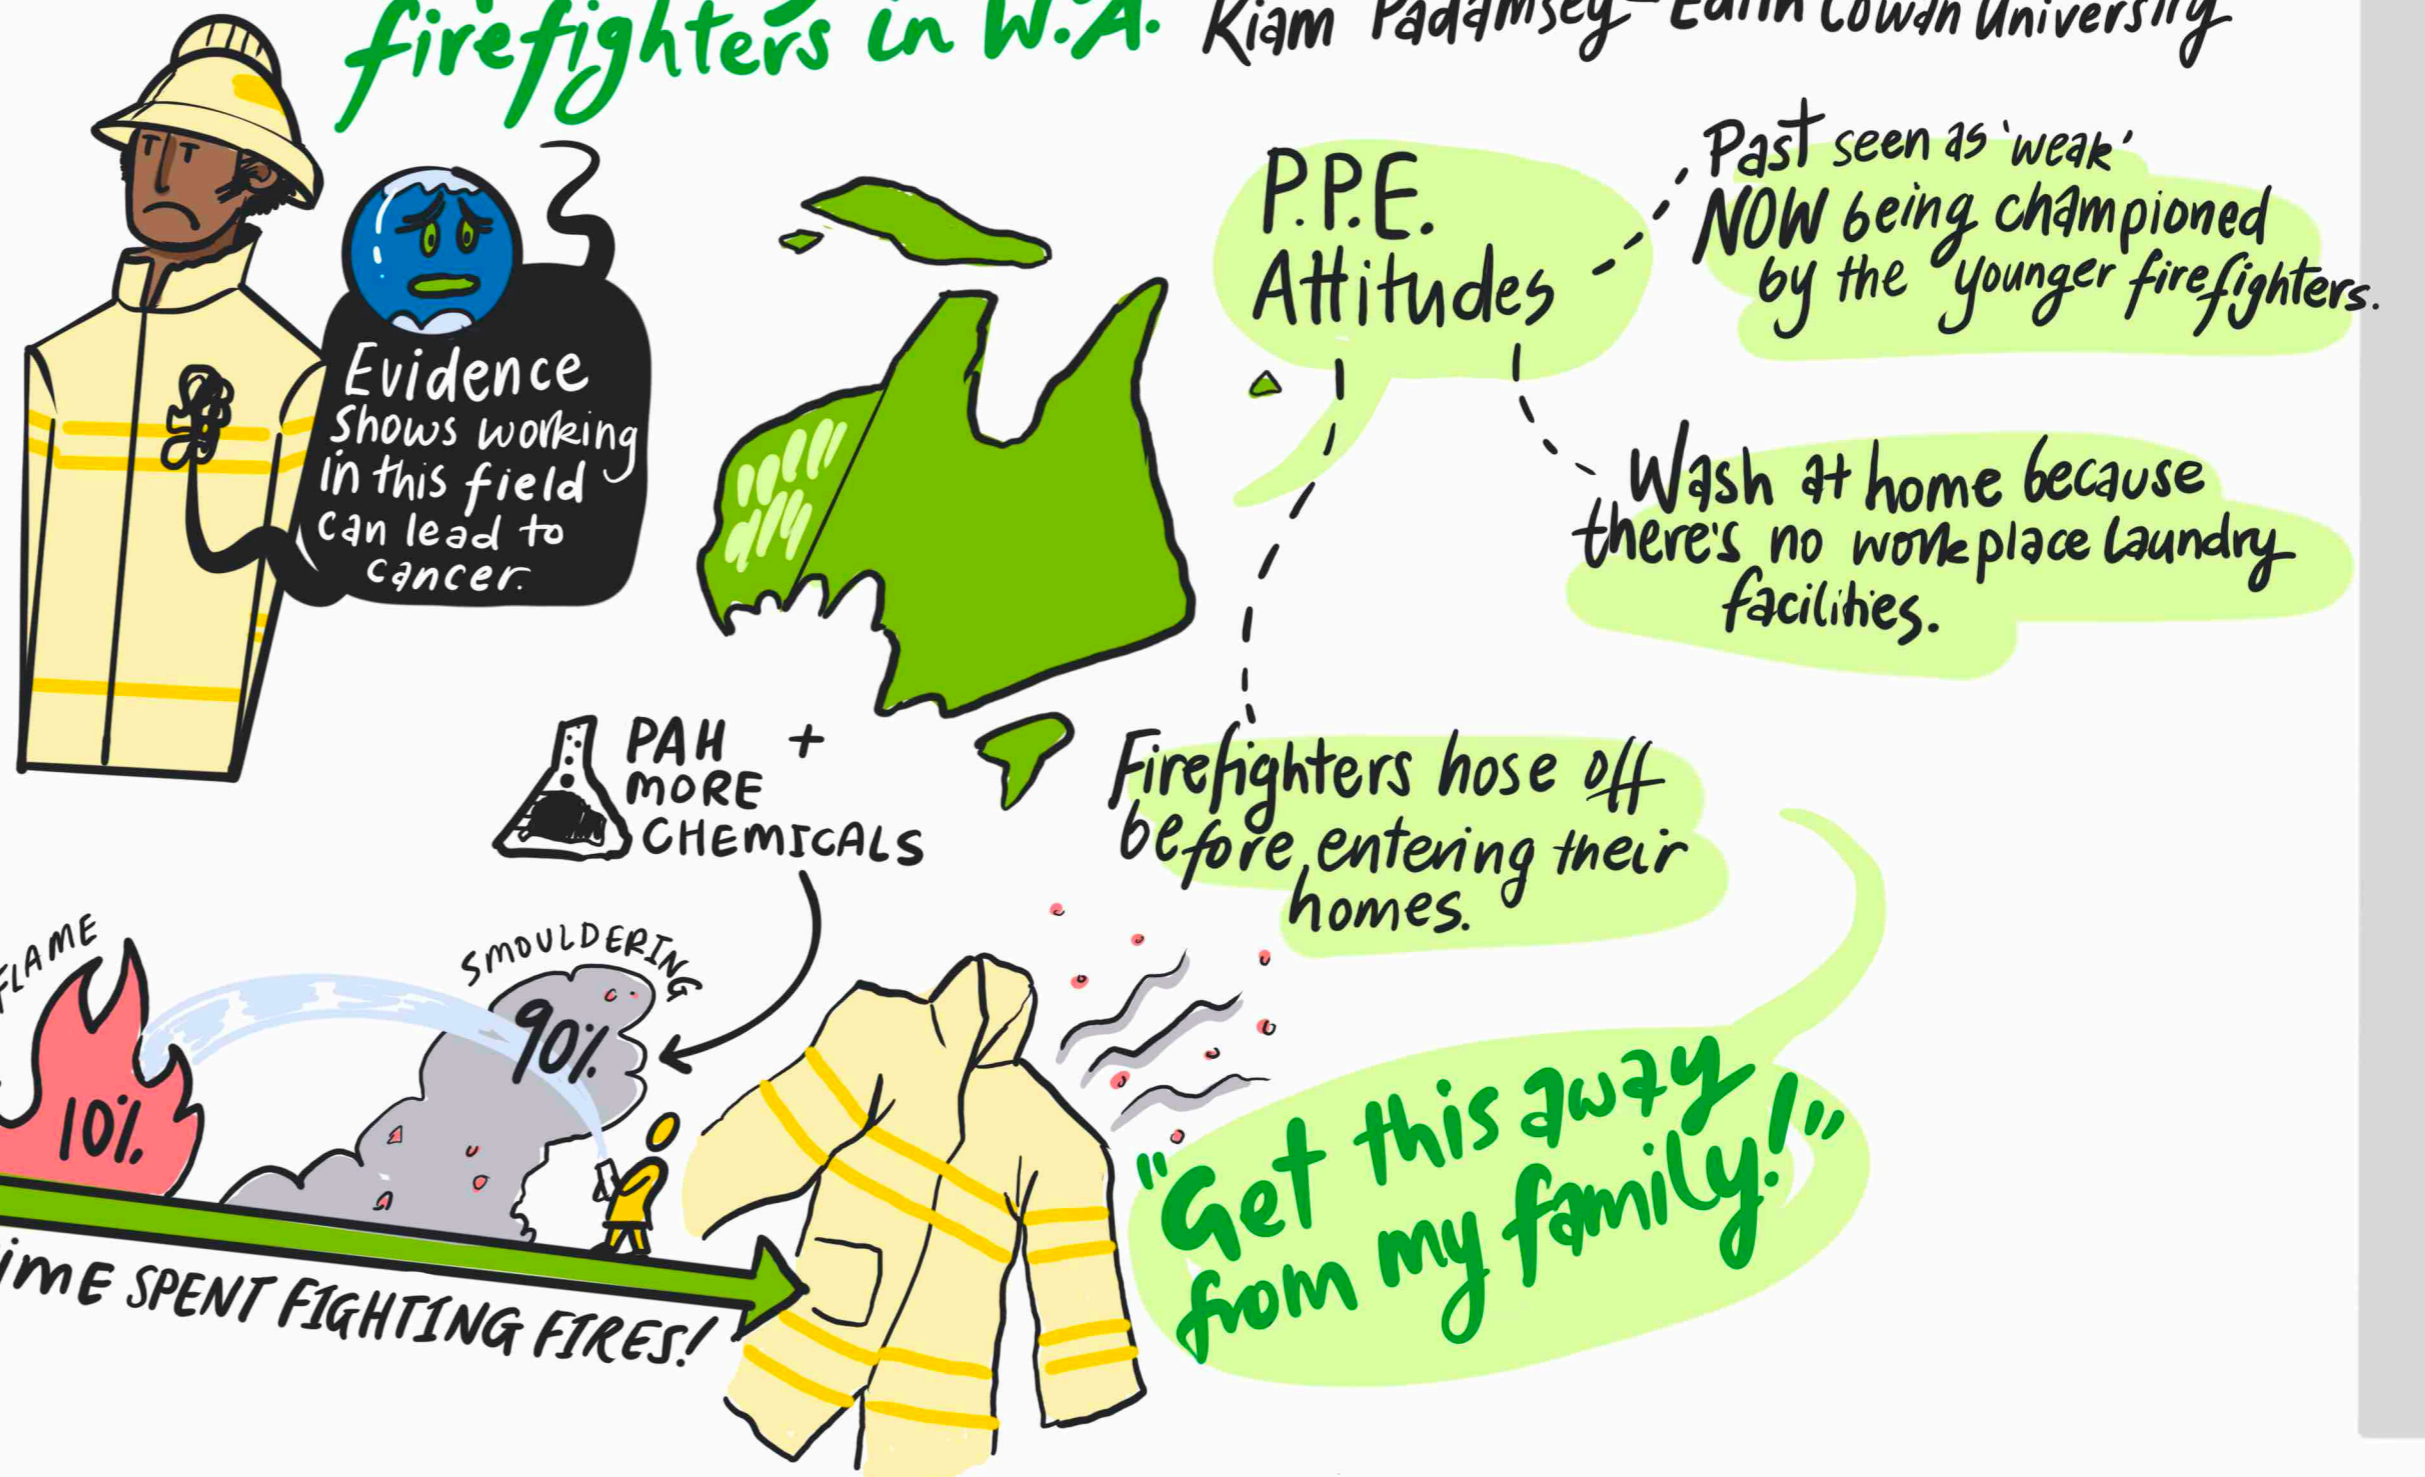 firefighters in W.A.
Kiam Padamsey - Edith Cowan University
Evidence
shows working
in this field
can lead to
cancer.
P.P.E.
Attitudes
Past seen as 'weak'
NOW being championed
by the younger firefighters.
Wash at home because
there's no workplace laundry
facilities.
Firefighters hose off
before entering their
homes.
PAH +
MORE
CHEMICALS
FLAME
10%
SMOULDERING
90%
TIME SPENT FIGHTING FIRES!
"Get this away
from my family!"